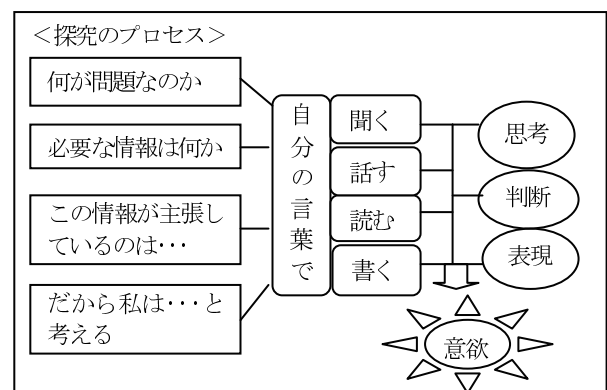 ＜探究のプロセス＞
何が問題なのか
必要な情報は何か
この情報が主張し
ているのは・・・
だから私は・・・と
考える
自分の言葉で
聞く
話す
読む
書く
思考
判断
表現
意欲